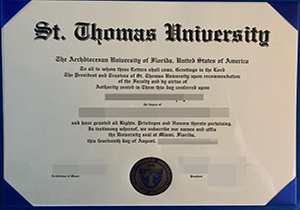 St. Thomas University
The Archdiocesan University of Florida, United States of America
To all to whom these Letters shall come, Greetings in the Lord
The President and Trustees of St. Thomas University upon recommendation
of the Faculty and by virtue of
Authority vested in Them this day conferred upon
the degree of
and have granted all Rights, Privileges and Honors thereto pertaining.
In testimony whereof, we subscribe our names and affix
the University seal at Miami, Florida,
this fourteenth day of August,
Archdiocese of Miami
President